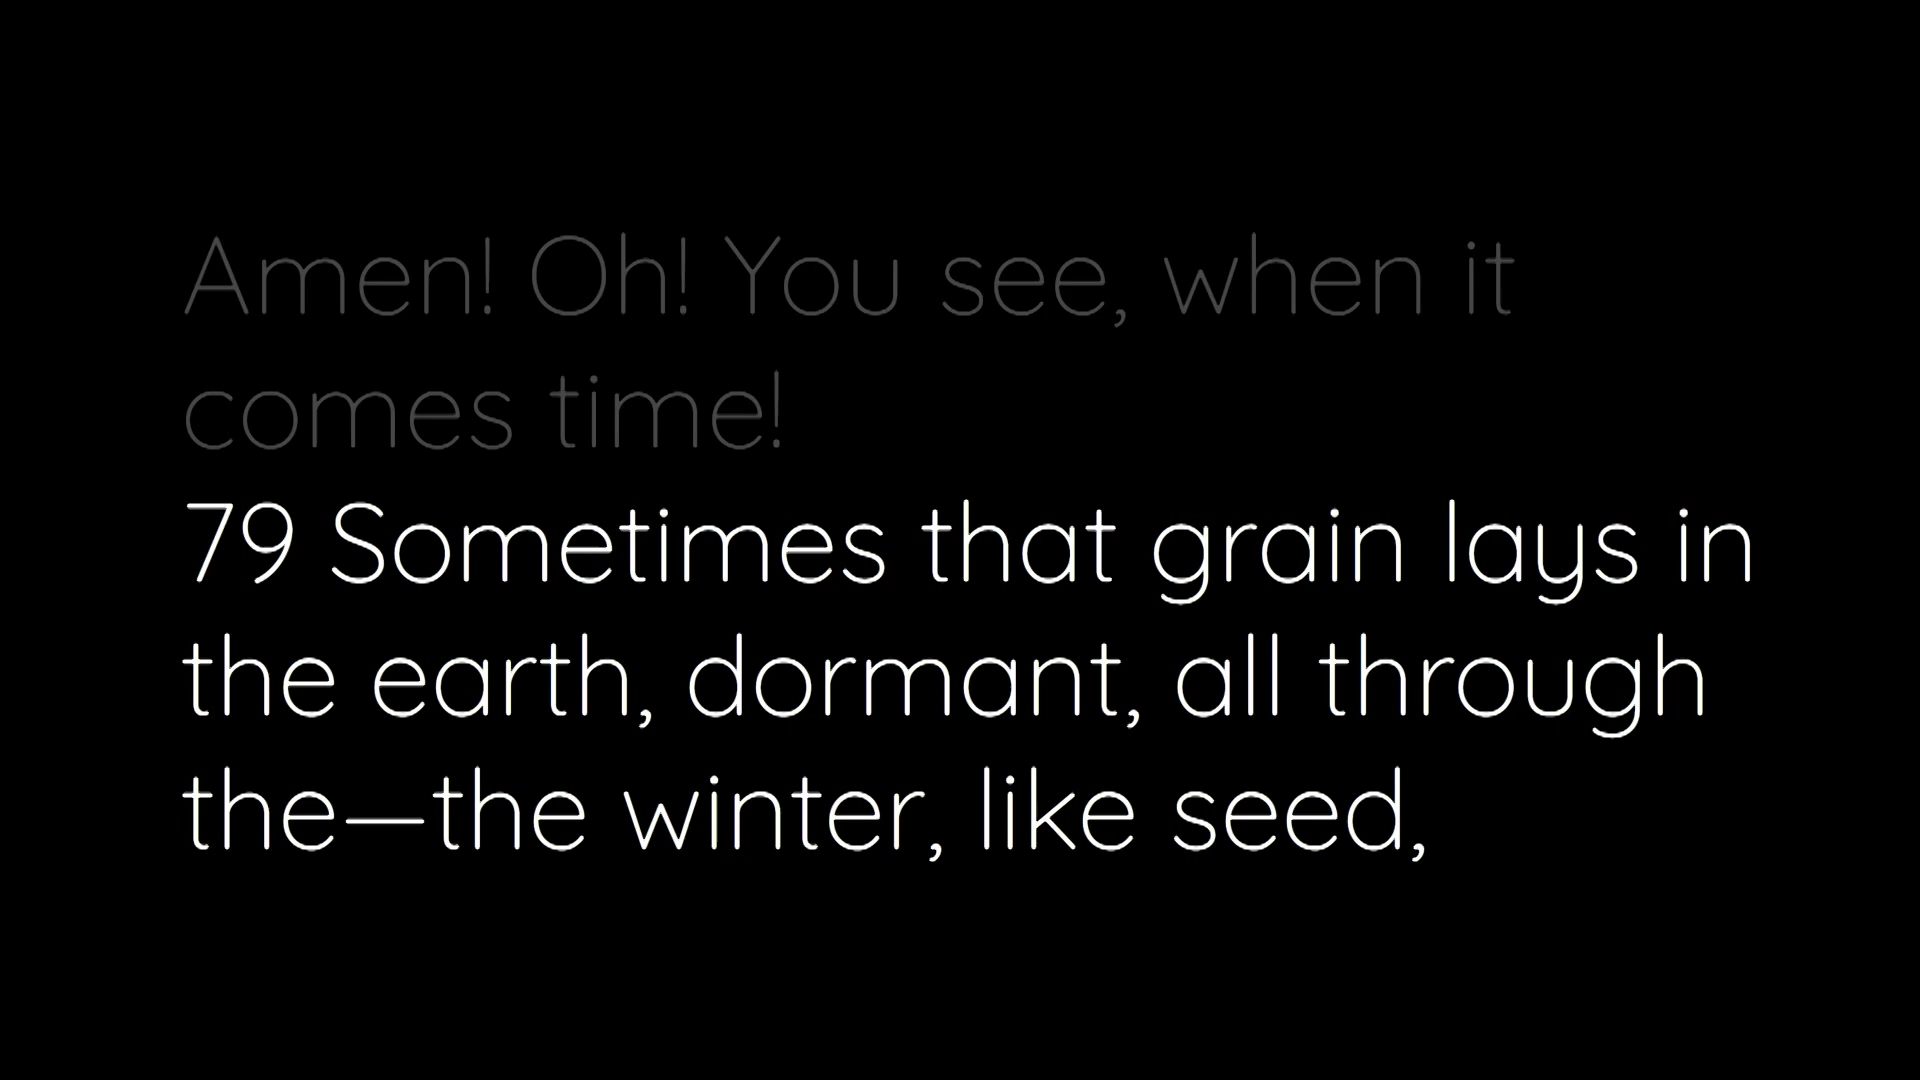 Amen! Oh! You see, when it
comes time!
79 Sometimes that grain lays in
the earth, dormant, all through
the—the winter, like seed,